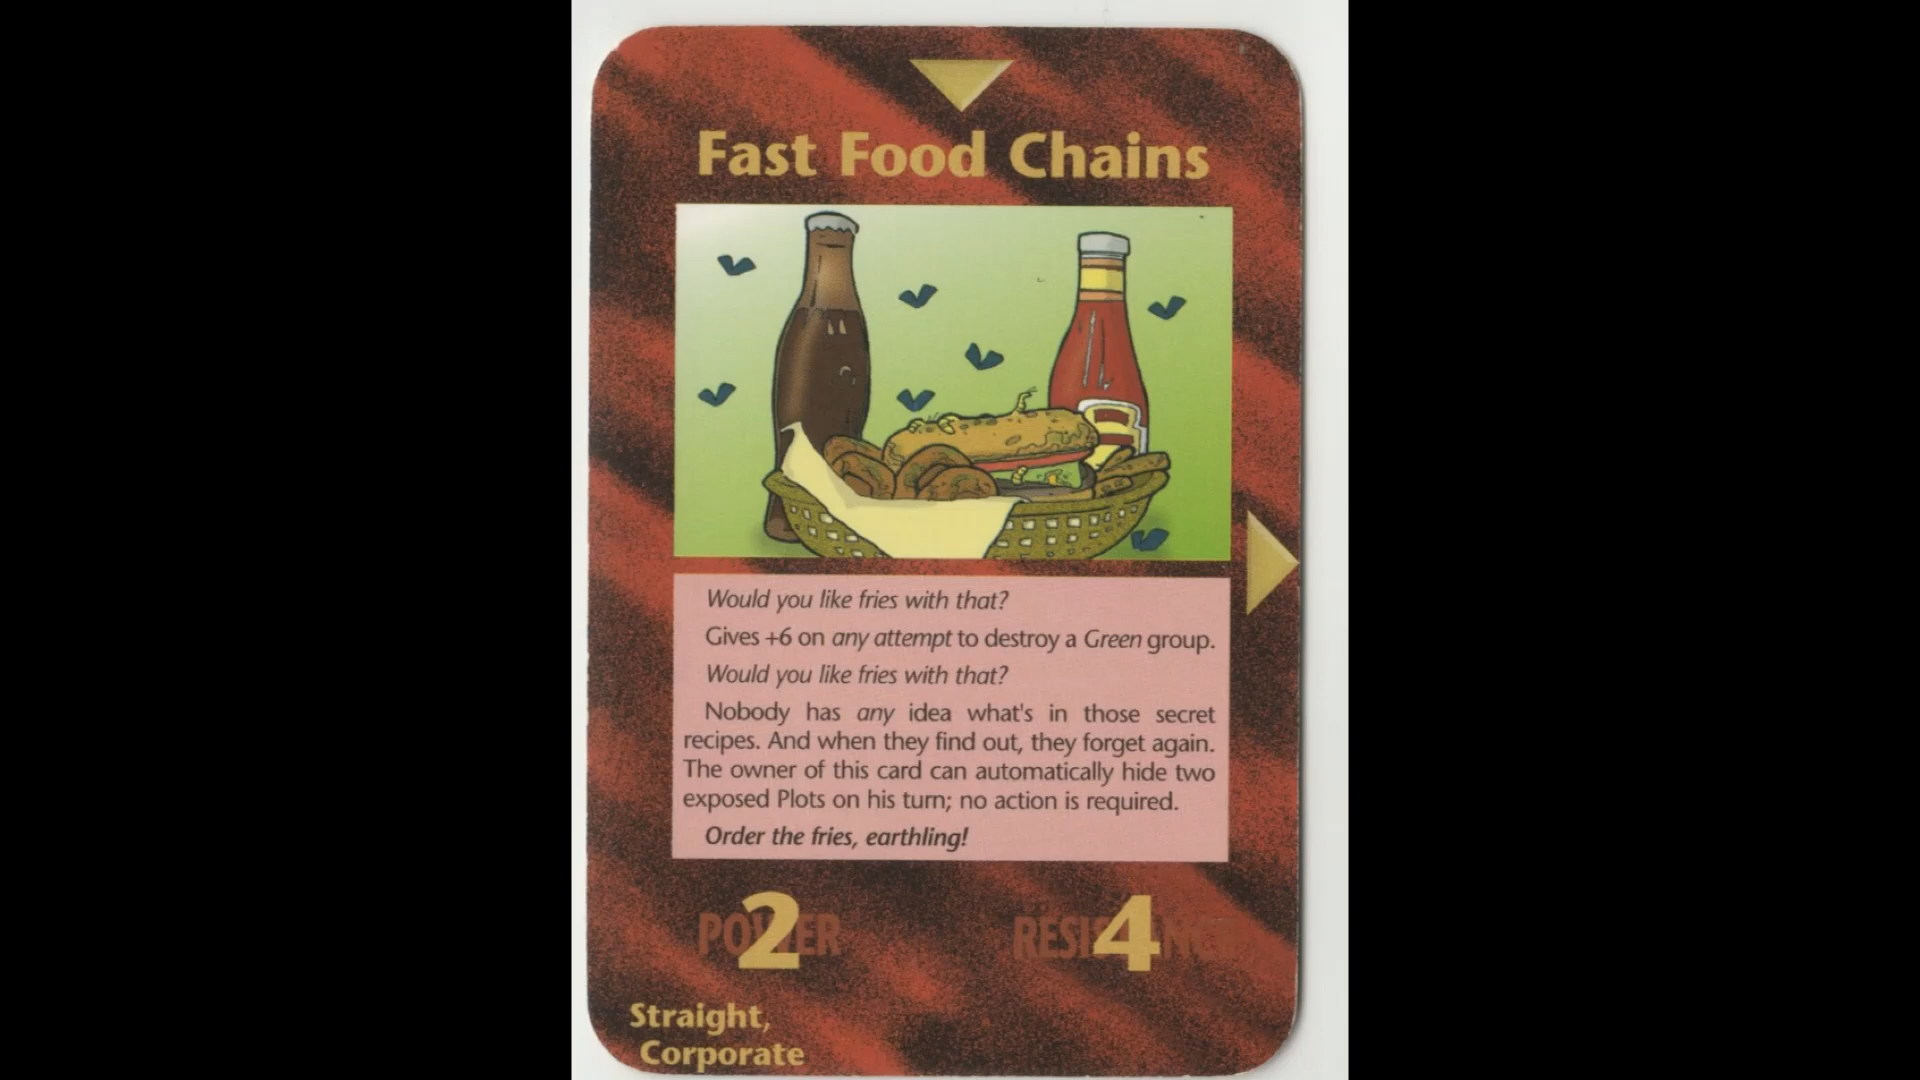 Fast Food Chains
Would you like fries with that?
Gives +6 on any attempt to destroy a Green group.
Would you like fries with that?
Nobody has any idea what's in those secret
recipes. And when they find out, they forget again.
The owner of this card can automatically hide two
exposed Plots on his turn; no action is required.
Order the fries, earthling!
POWER 2
RESISTANCE 4
Straight,
Corporate